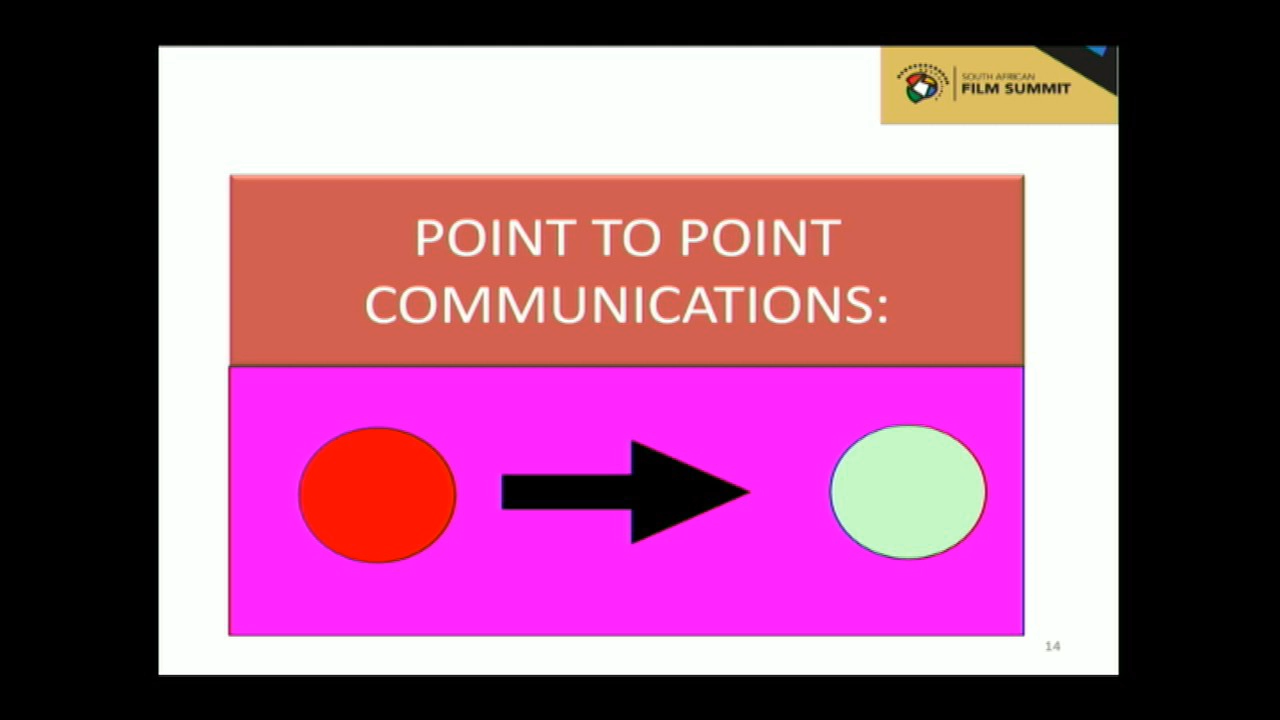 SOUTH AFRICAN
FILM SUMMIT
POINT TO POINT
COMMUNICATIONS:
14